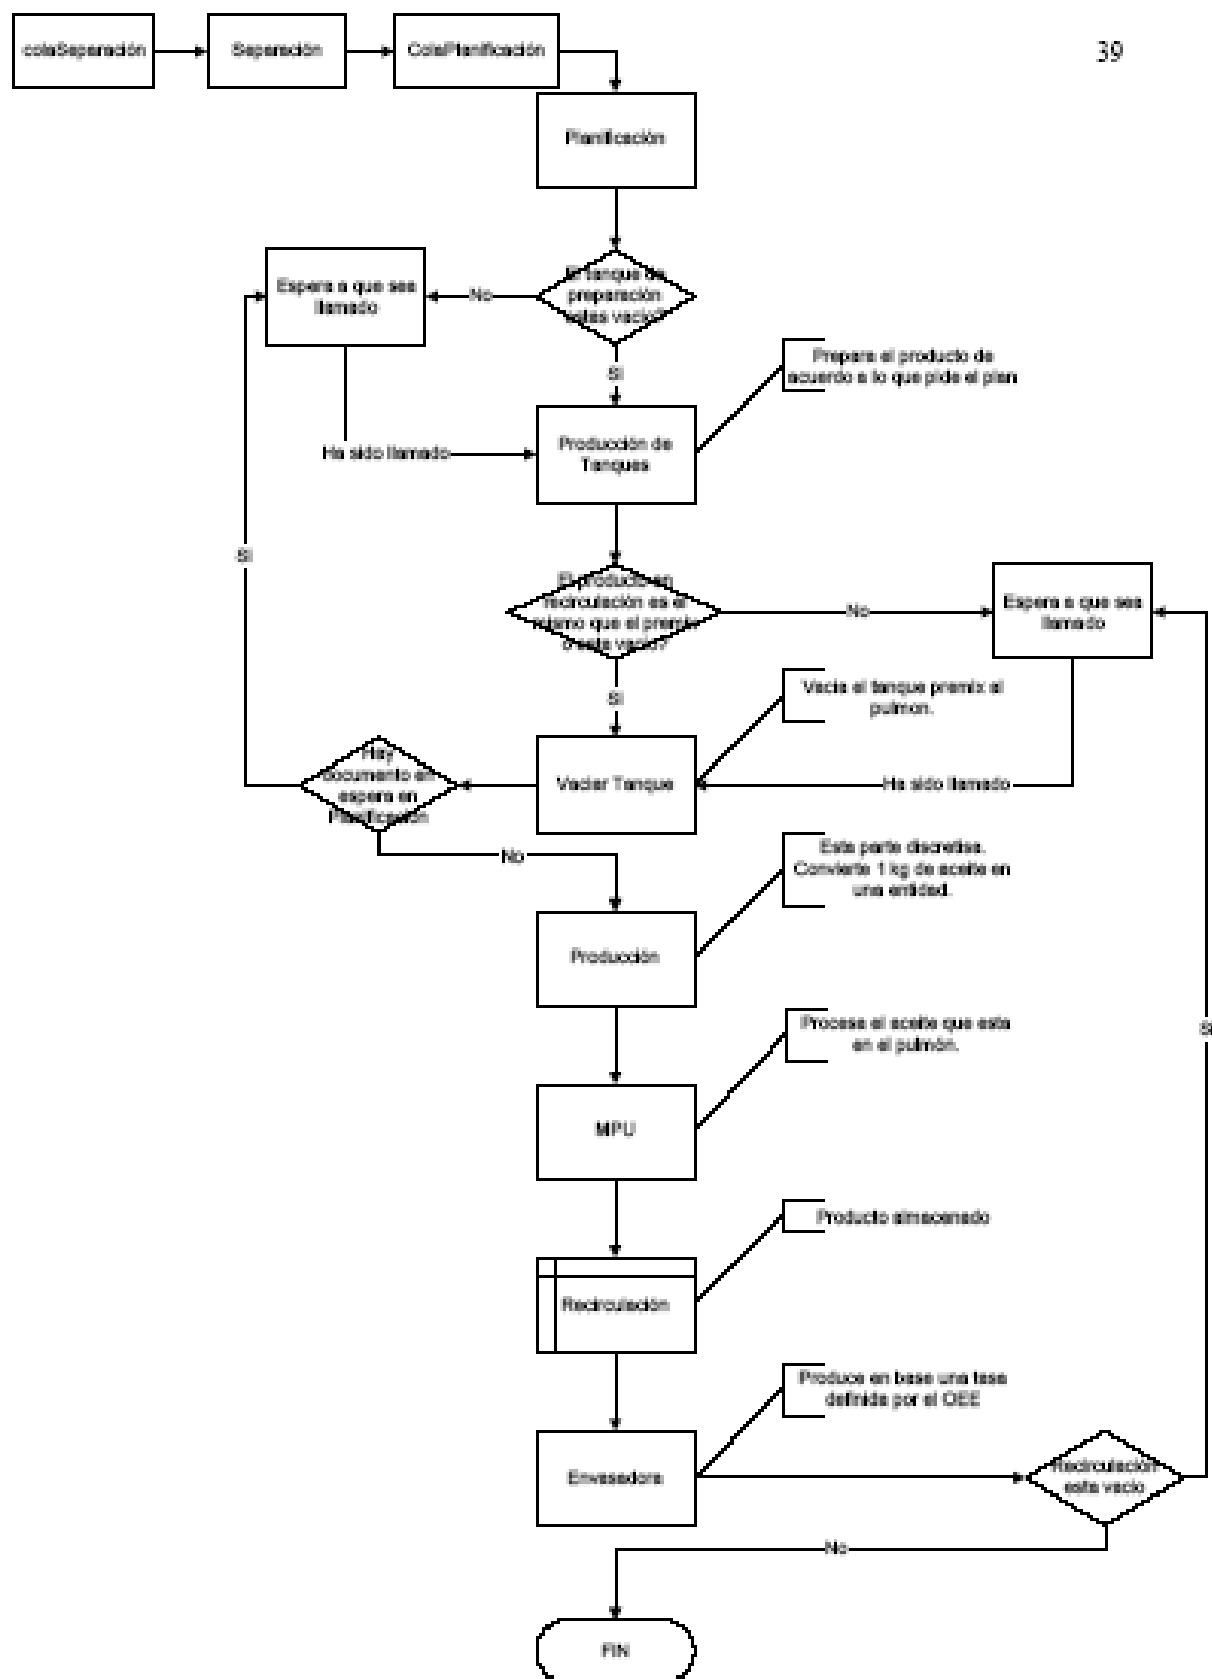 39
colaSeparación
Separación
ColaPlanificación
Planificación
El tanque de
preparación
estas vacio?
No
Espera a que sea
llamado
Si
Prepara el producto de
acuerdo a lo que pide el plan
Ha sido llamado
Producción de
Tanques
Si
El producto en
recirculación es el
mismo que el premix
o esta vacio?
No
Espera a que sea
llamado
Si
Vacia el tanque premix al
pulmon.
Hay
documento en
espera en
Planificación
Vaciar Tanque
Ha sido llamado
No
Esta parte discretisa.
Convierte 1 kg de aceite en
una entidad.
Producción
Procesa el aceite que esta
en el pulmón.
Si
MPU
Producto almacenado
Recirculación
Produce en base una tasa
definida por el OEE
Envasadora
Recirculación
esta vacio
No
FIN